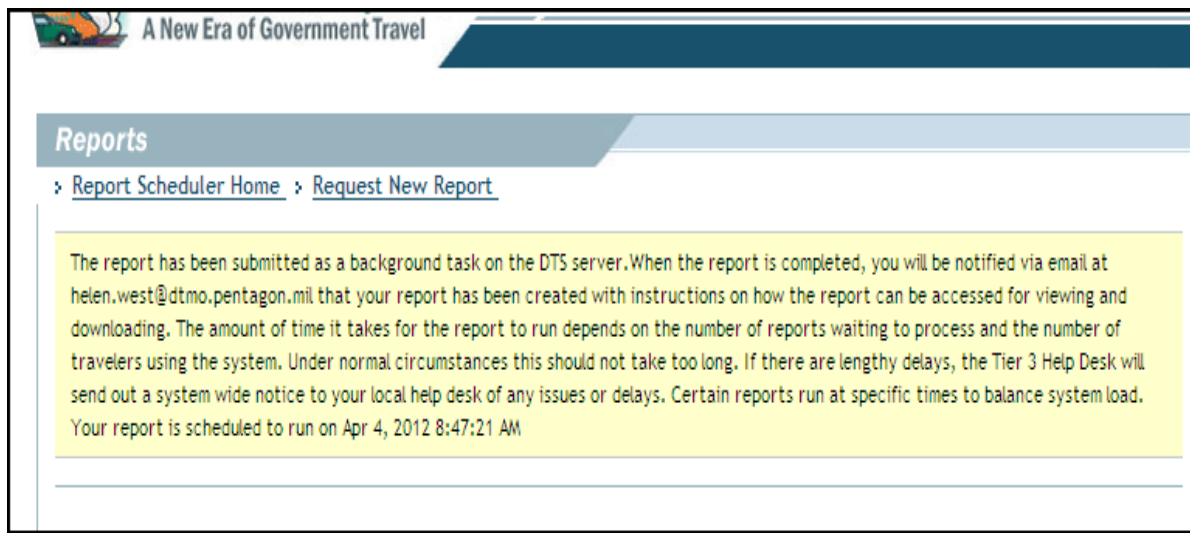 A New Era of Government Travel
Reports
Report Scheduler Home Request New Report
The report has been submitted as a background task on the DTS server.When the report is completed, you will be notified via email at
helen.west@dtmo.pentagon.mil that your report has been created with instructions on how the report can be accessed for viewing and
downloading. The amount of time it takes for the report to run depends on the number of reports waiting to process and the number of
travelers using the system. Under normal circumstances this should not take too long. If there are lengthy delays, the Tier 3 Help Desk will
send out a system wide notice to your local help desk of any issues or delays. Certain reports run at specific times to balance system load.
Your report is scheduled to run on Apr 4, 2012 8:47:21 AM